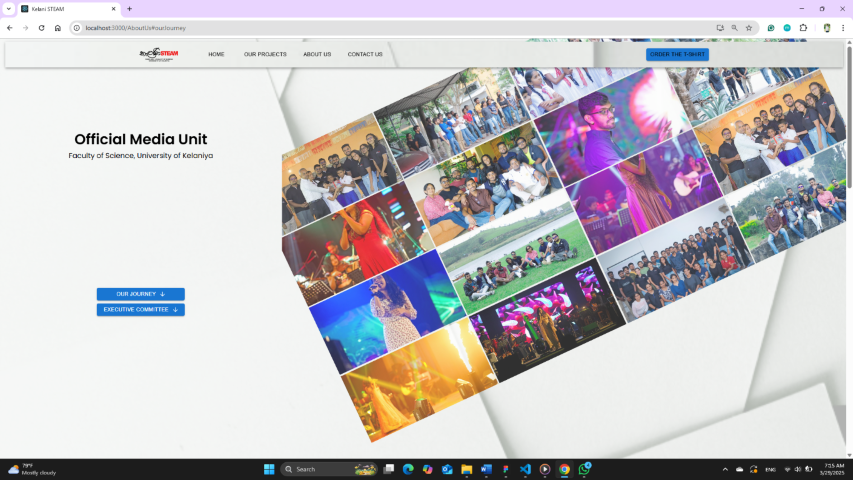 Kelani STEAM
localhost:3000/AboutUs#ourJourney
STEAM
HOME
OUR PROJECTS
ABOUT US
CONTACT US
ORDER THE T-SHIRT
Official Media Unit
Faculty of Science, University of Kelaniya
OUR JOURNEY
EXECUTIVE COMMITTEE
79°F
Mostly cloudy
Search
ENG
7:15 AM
3/29/2025